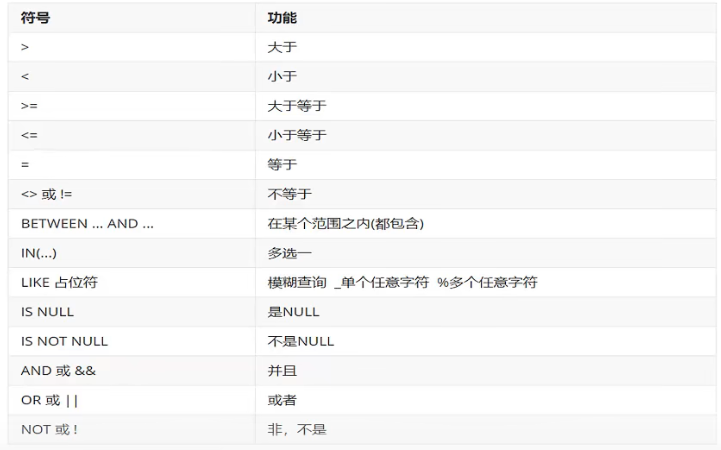 符号 功能
> 大于
< 小于
>= 大于等于
<= 小于等于
= 等于
<> 或 != 不等于
BETWEEN ... AND ... 在某个范围之内(都包含)
IN(...) 多选一
LIKE 占位符 模糊查询 _单个任意字符 %多个任意字符
IS NULL 是NULL
IS NOT NULL 不是NULL
AND 或 && 并且
OR 或 || 或者
NOT 或 ! 非，不是